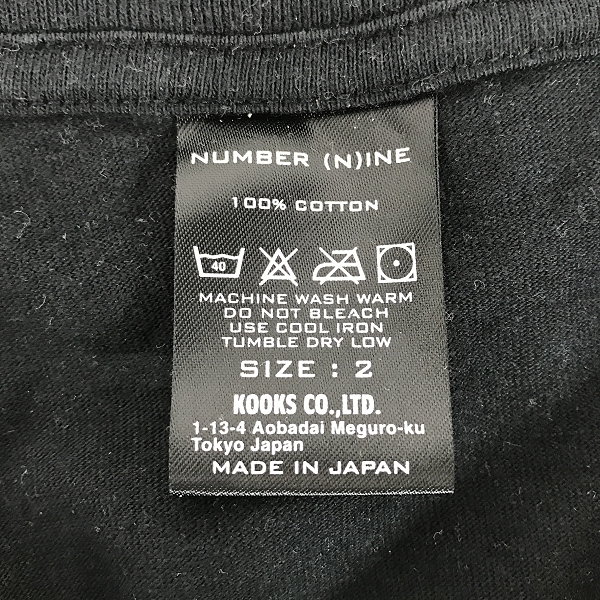 NUMBER (N)INE
100% COTTON
40
MACHINE WASH WARM
DO NOT BLEACH
USE COOL IRON
TUMBLE DRY LOW
SIZE : 2
KOOKS CO.,LTD.
1-13-4 Aobadai Meguro-ku
Tokyo Japan
MADE IN JAPAN